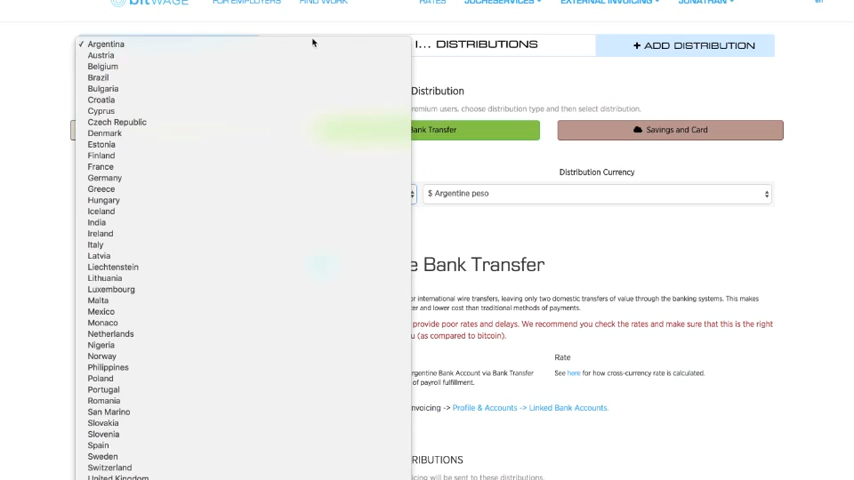 bitWAGE FOR EMPLOYERS FIND WORK RATES EXTERNAL INVOICING JONATHAN
I... DISTRIBUTIONS + ADD DISTRIBUTION
✓ Argentina
Austria
Belgium
Brazil
Bulgaria
Croatia
Cyprus
Czech Republic
Denmark
Estonia
Finland
France
Germany
Greece
Hungary
Iceland
India
Ireland
Italy
Latvia
Liechtenstein
Lithuania
Luxembourg
Malta
Mexico
Monaco
Netherlands
Nigeria
Norway
Philippines
Poland
Portugal
Romania
San Marino
Slovakia
Slovenia
Spain
Sweden
Switzerland
United Kingdom
Distribution
remium users, choose distribution type and then select distribution.
Bank Transfer Savings and Card
Distribution Currency
$ Argentine peso
e Bank Transfer
or international wire transfers, leaving only two domestic transfers of value through the banking systems. This makes
ter and lower cost than traditional methods of payments.
provide poor rates and delays. We recommend you check the rates and make sure that this is the right
u (as compared to bitcoin).
Rate
rgentine Bank Account via Bank Transfer
of payroll fulfillment.
See here for how cross-currency rate is calculated.
nvoicing -> Profile & Accounts -> Linked Bank Accounts.
RIBUTIONS
icing will be sent to these distributions.